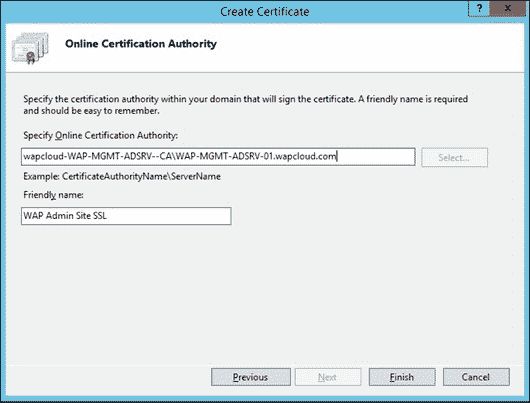 Create Certificate
?
x
Online Certification Authority
Specify the certification authority within your domain that will sign the certificate. A friendly name is required
and should be easy to remember.
Specify Online Certification Authority:
wapcloud-WAP-MGMT-ADSRV--CA\WAP-MGMT-ADSRV-01.wapcloud.com
Select...
Example: CertificateAuthorityName\ServerName
Friendly name:
WAP Admin Site SSL
Previous
Next
Finish
Cancel